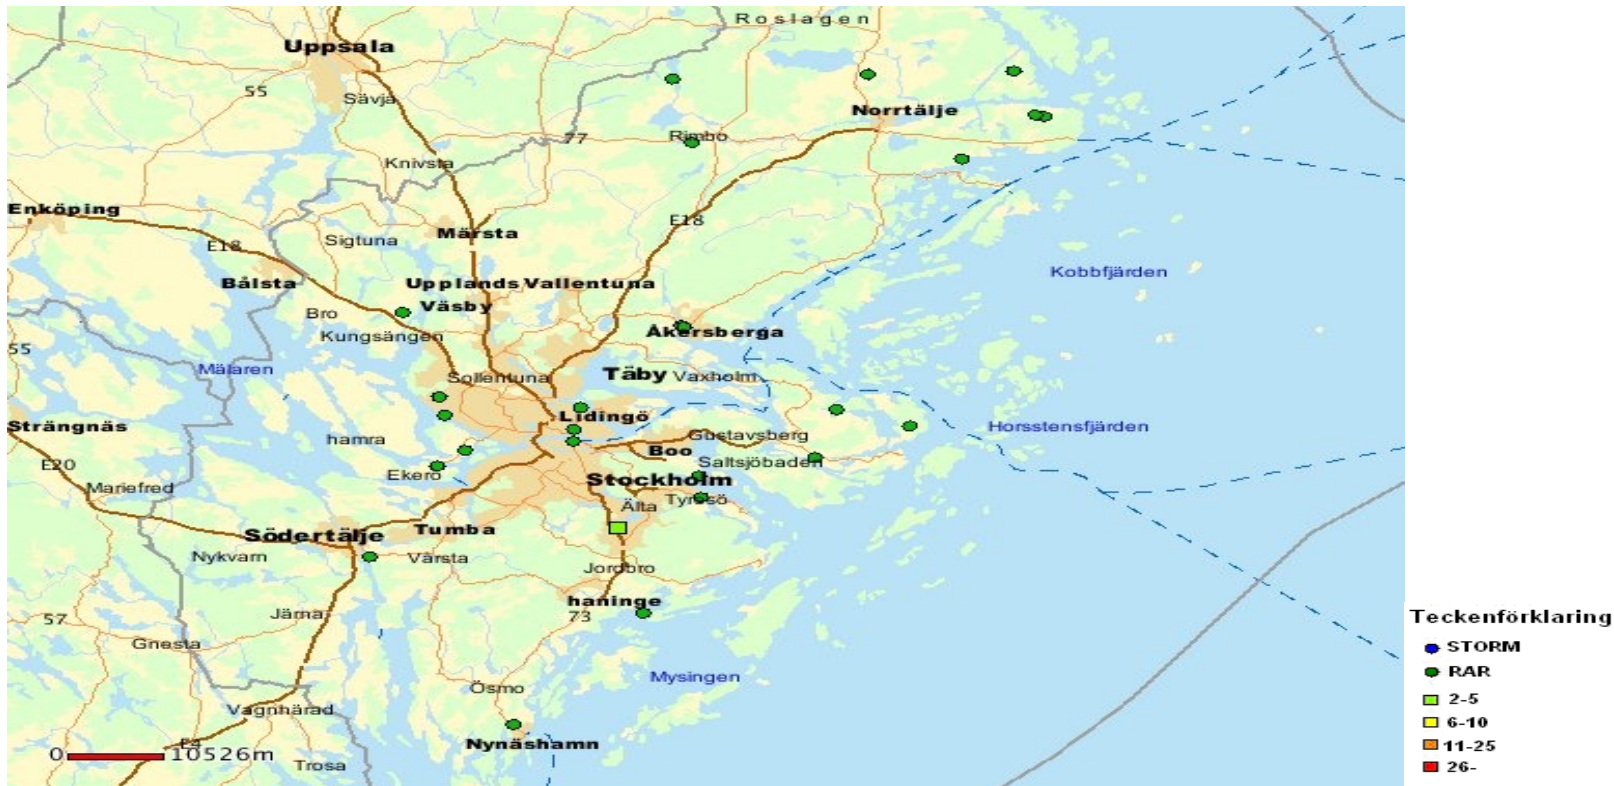 Roslagen
Uppsala
55
Sävja
Norrtälje
77
Rimbo
Knivsta
Enköping
E18
Märsta
E18
Sigtuna
Kobbfjärden
Bålsta
Upplands Vallentuna
Väsby
Bro
Kungsängen
Åkersberga
55
Mälaren
Sollentuna
Täby
Vaxholm
Lidingö
Strängnäs
hamra
Gustavsberg
Horsstensfjärden
Boo
E20
Ekerö
Saltsjöbaden
Stockholm
Mariefred
Tyresö
Älta
Södertälje
Tumba
Nykvarn
Vårsta
Jordbro
haninge
73
Järna
57
Gnesta
Mysingen
Ösmo
Vagnhärad
E4
Nynäshamn
0
10526m
Trosa
Teckenförklaring
STORM
RAR
2-5
6-10
11-25
26-